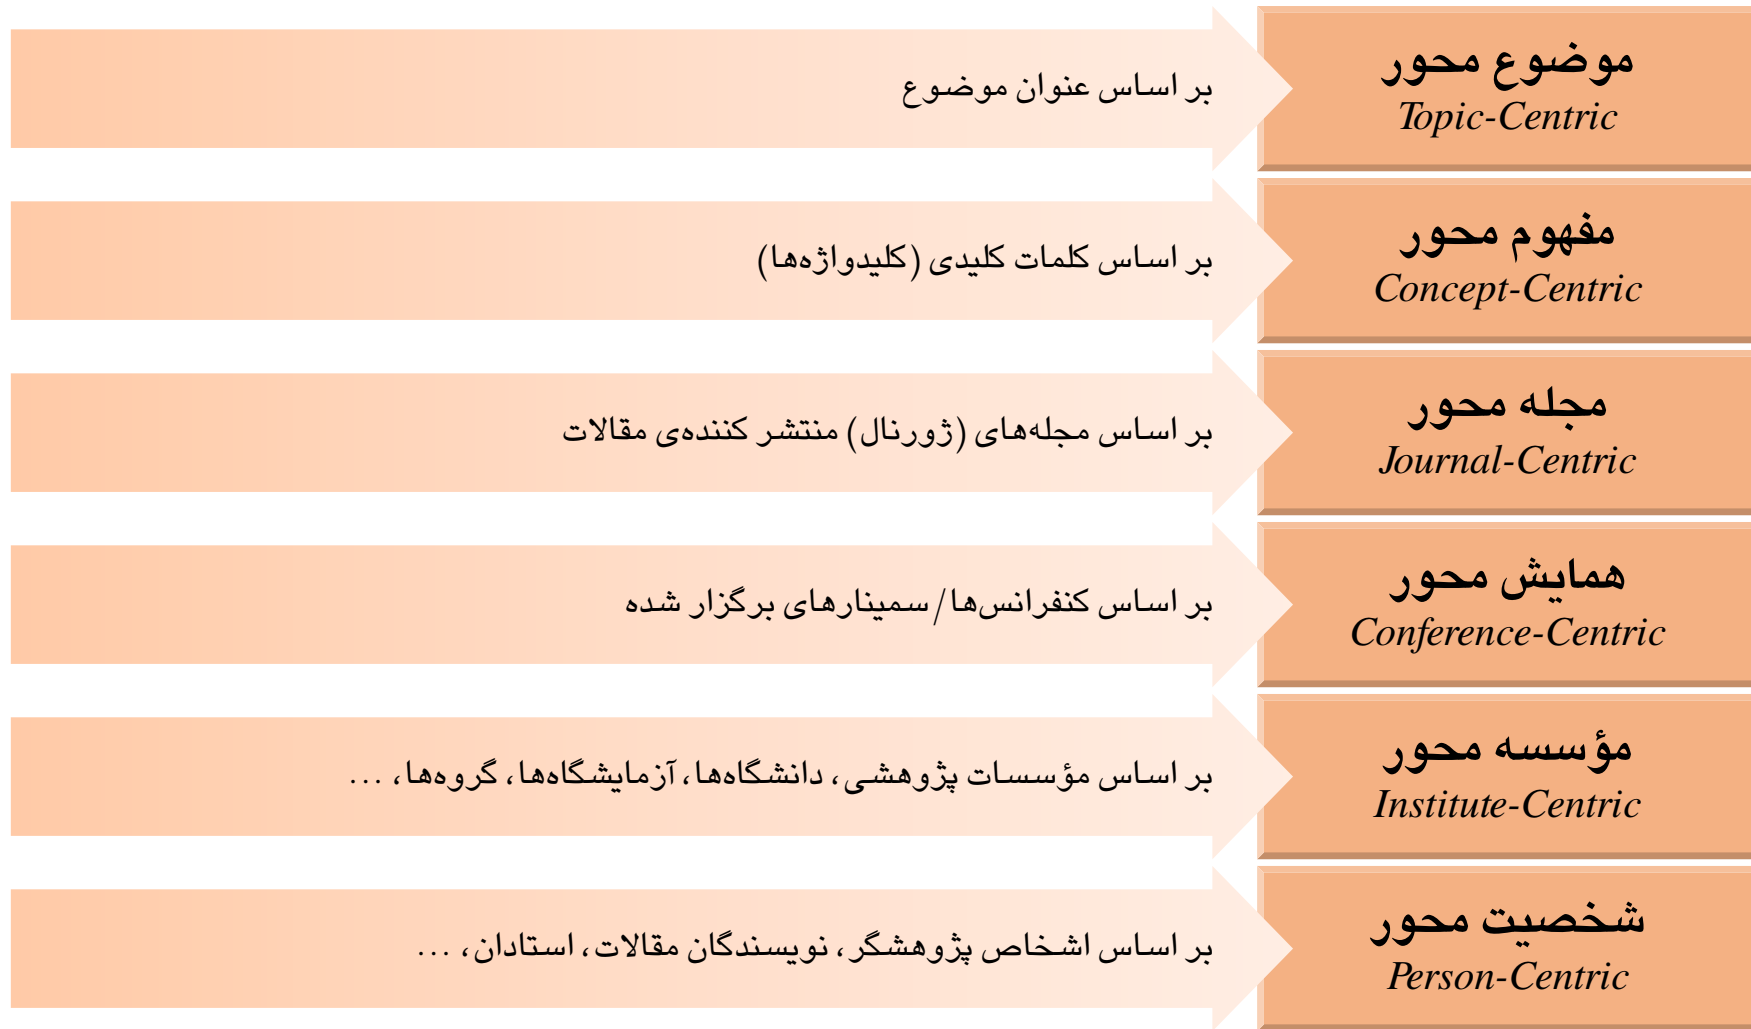 موضوع محور
Topic-Centric
بر اساس عنوان موضوع
مفهوم محور
Concept-Centric
بر اساس کلمات کلیدی (کلیدواژه‌ها)
مجله محور
Journal-Centric
بر اساس مجله‌های (ژورنال) منتشر کننده‌ی مقالات
همایش محور
Conference-Centric
بر اساس کنفرانس‌ها/سمینارهای برگزار شده
مؤسسه محور
Institute-Centric
بر اساس مؤسسات پژوهشی، دانشگاه‌ها، آزمایشگاه‌ها، گروه‌ها، ...
شخصیت محور
Person-Centric
بر اساس اشخاص پژوهشگر، نویسندگان مقالات، استادان، ...